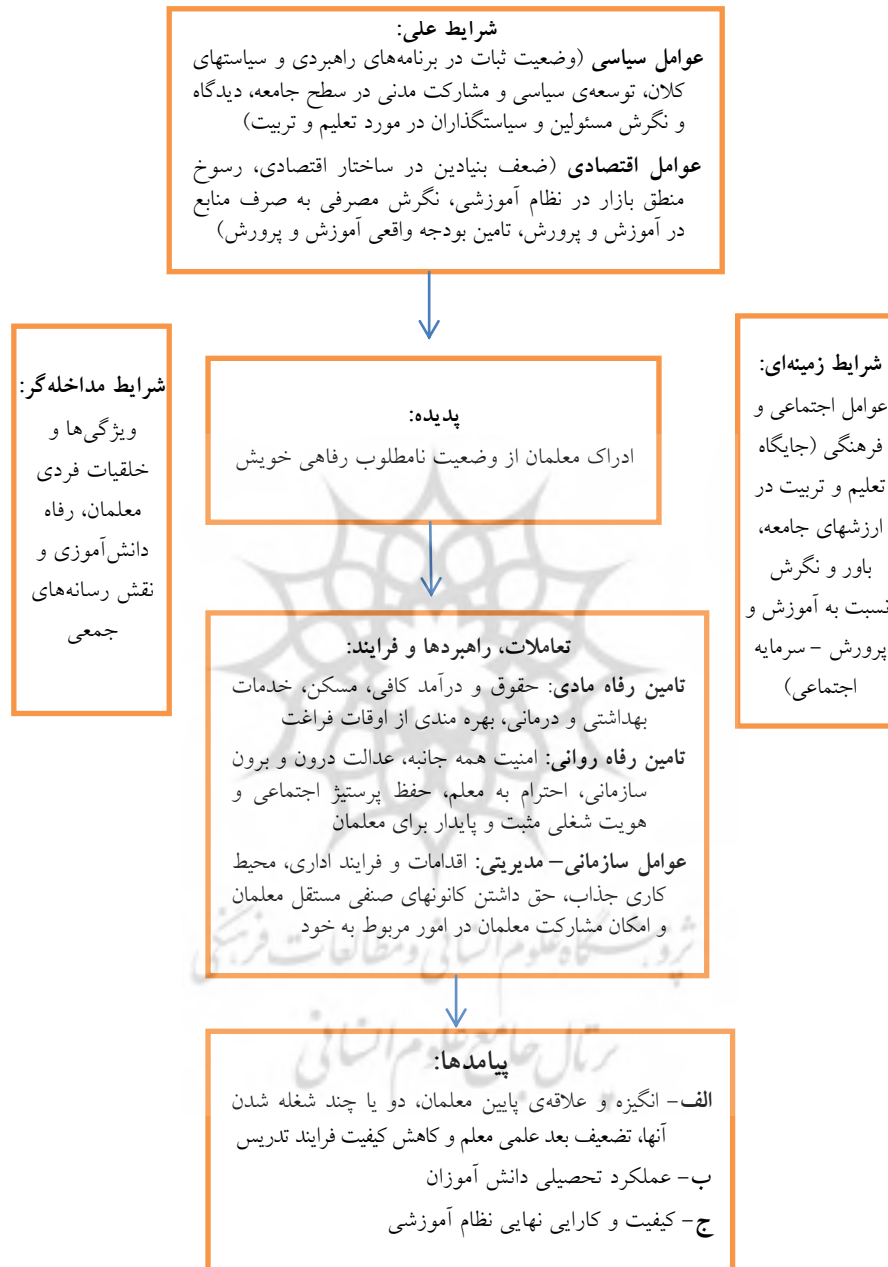 شرایط علی:
عوامل سیاسی (وضعیت ثبات در برنامه‌های راهبردی و سیاستهای
کلان، توسعه‌ی سیاسی و مشارکت مدنی در سطح جامعه، دیدگاه
و نگرش مسئولین و سیاستگذاران در مورد تعلیم و تربیت)
عوامل اقتصادی (ضعف بنیادین در ساختار اقتصادی، رسوخ
منطق بازار در نظام آموزشی، نگرش مصرفی به صرف منابع
در آموزش و پرورش، تامین بودجه واقعی آموزش و پرورش)
شرایط زمینه‌ای:
عوامل اجتماعی و
فرهنگی (جایگاه
تعلیم و تربیت در
ارزشهای جامعه،
باور و نگرش
نسبت به آموزش و
پرورش – سرمایه
اجتماعی)
پدیده:
ادراک معلمان از وضعیت نامطلوب رفاهی خویش
شرایط مداخله‌گر:
ویژگی‌ها و
خلقیات فردی
معلمان، رفاه
دانش‌آموزی و
نقش رسانه‌های
جمعی
تعاملات، راهبردها و فرایند:
تامین رفاه مادی: حقوق و درآمد کافی، مسکن، خدمات
بهداشتی و درمانی، بهره مندی از اوقات فراغت
تامین رفاه روانی: امنیت همه جانبه، عدالت درون و برون
سازمانی، احترام به معلم، حفظ پرستیژ اجتماعی و
هویت شغلی مثبت و پایدار برای معلمان
عوامل سازمانی– مدیریتی: اقدامات و فرایند اداری، محیط
کاری جذاب، حق داشتن کانونهای صنفی مستقل معلمان
و امکان مشارکت معلمان در امور مربوط به خود
پژوهشگاه علوم انسانی و مطالعات فرهنگی
پرتال جامع علوم انسانی
پیامدها:
الف- انگیزه و علاقه‌ی پایین معلمان، دو یا چند شغله شدن
آنها، تضعیف بعد علمی معلم و کاهش کیفیت فرایند تدریس
ب- عملکرد تحصیلی دانش آموزان
ج- کیفیت و کارایی نهایی نظام آموزشی